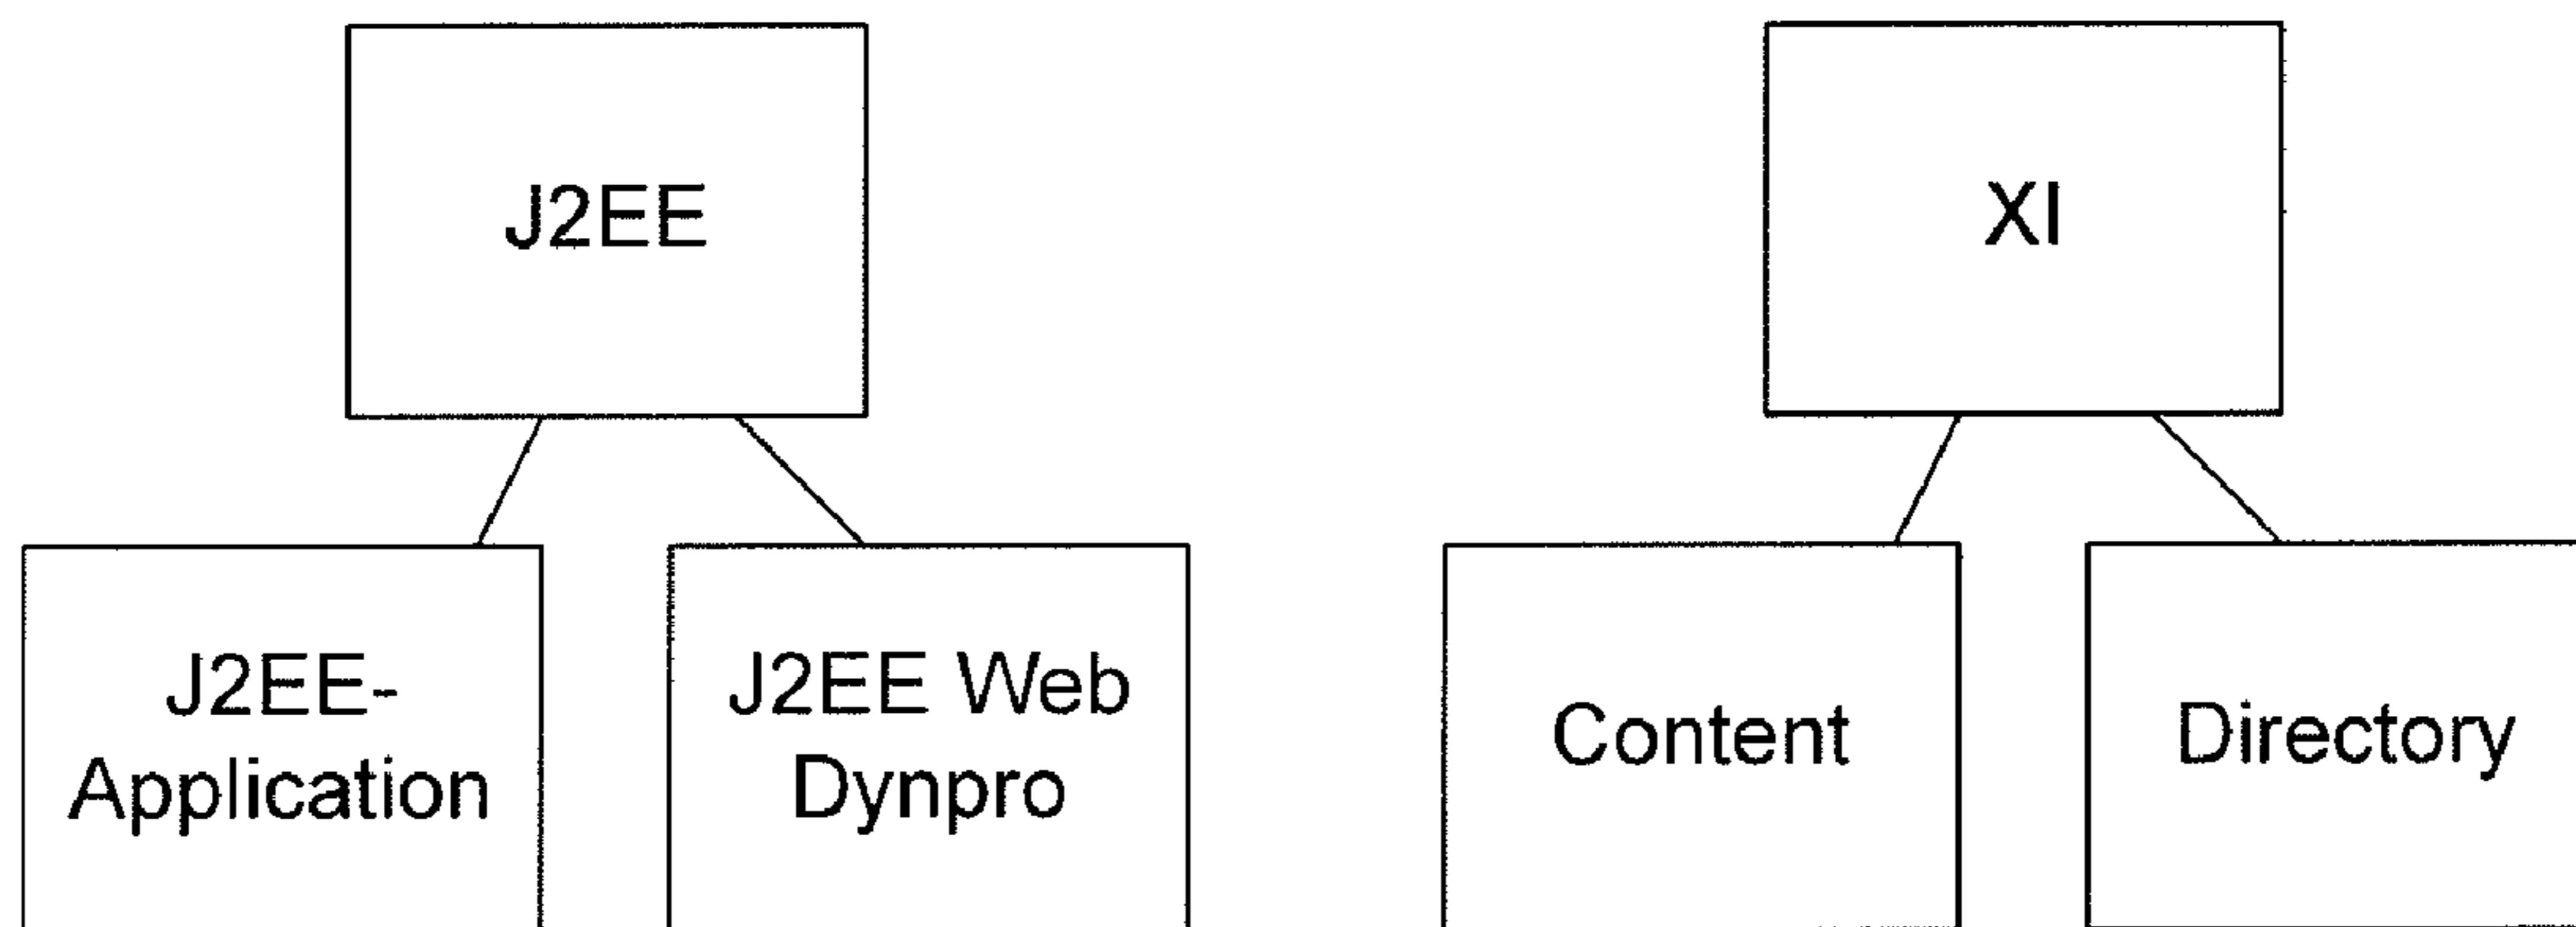 J2EE
XI
J2EE-
Application
J2EE Web
Dynpro
Content
Directory